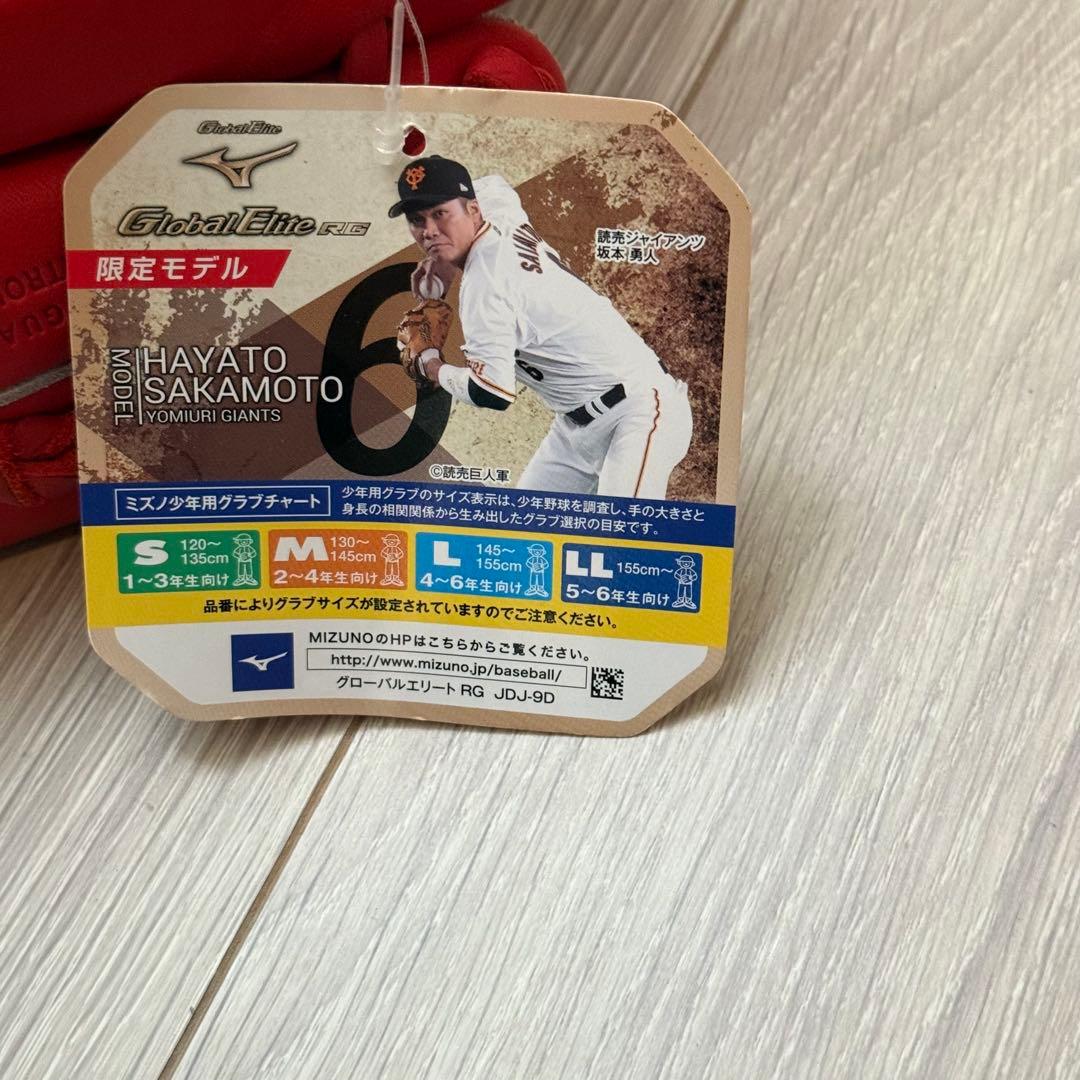 Global Elite
Global Elite RG
限定モデル
MODEL
HAYATO
SAKAMOTO
YOMIURI GIANTS
6
読売ジャイアンツ
坂本 勇人
6
©読売巨人軍
ミズノ少年用グラブチャート
少年用グラブのサイズ表示は、少年野球を調査し、手の大きさと
身長の相関関係から生み出したグラブ選択の目安です。
S 120〜135cm
1〜3年生向け
M 130〜145cm
2〜4年生向け
L 145〜155cm
4〜6年生向け
LL 155cm〜
5〜6年生向け
品番によりグラブサイズが設定されていますのでご注意ください。
MIZUNOのHPはこちらからご覧ください。
http://www.mizuno.jp/baseball/
グローバルエリート RG JDJ-9D